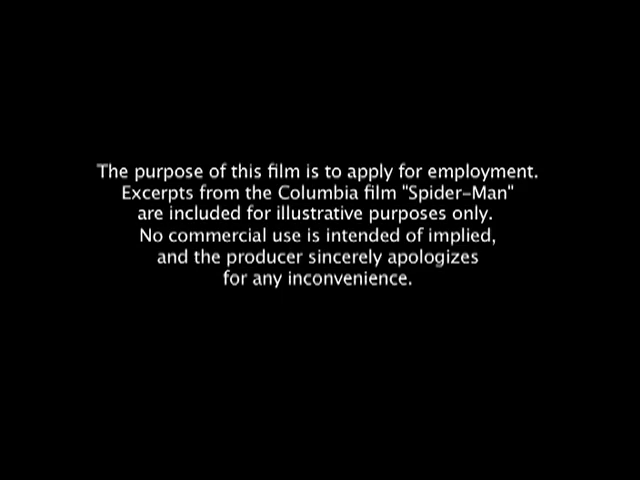 The purpose of this film is to apply for employment.
Excerpts from the Columbia film "Spider-Man"
are included for illustrative purposes only.
No commercial use is intended of implied,
and the producer sincerely apologizes
for any inconvenience.